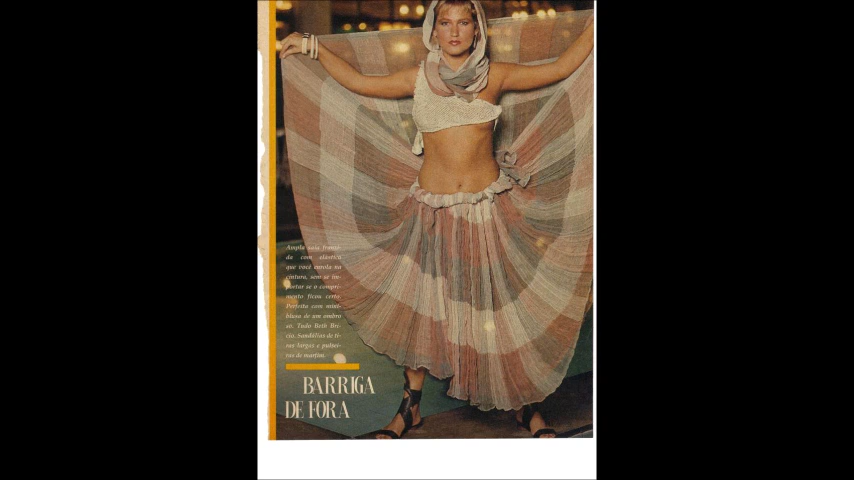 Ampla saia franzi-
da com elástico
que você enrola na
cintura, sem se im-
portar se o compri-
mento ficou certo.
Perfeita com mini-
blusa de um ombro
só. Tudo Beth Bri-
cio. Sandálias de ti-
ras largas e pulsei-
ras de marfim.
BARRIGA
DE FORA